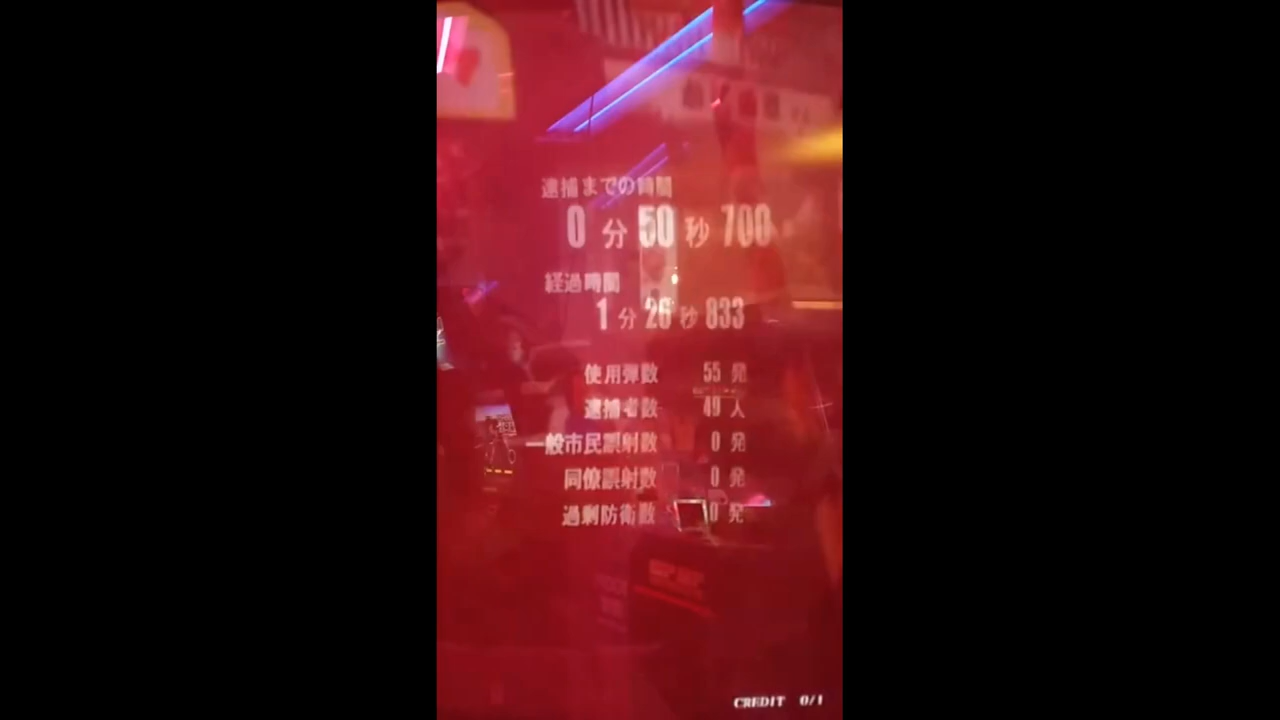 逮捕までの時間
0 分 50 秒 700
経過時間
1 分 26 秒 833
使用弾数 55 発
逮捕者数 49 人
一般市民誤射数 0 発
同僚誤射数 0 発
過剰防衛数 0 発
CREDIT 0/1